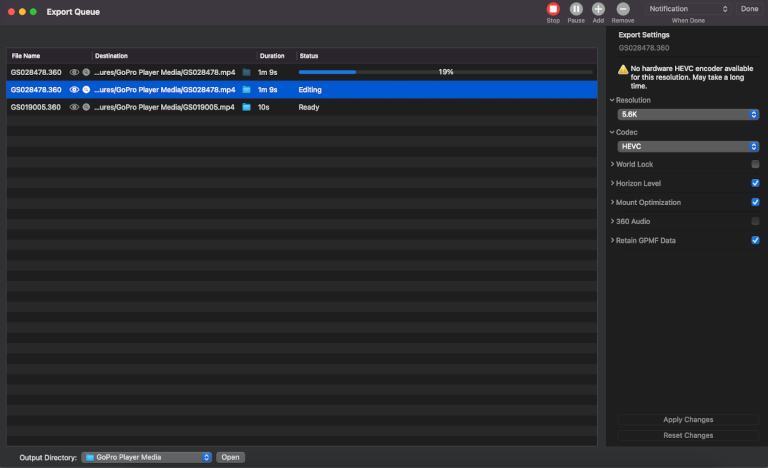 Export Queue
Stop
Pause
Add
Remove
Notification
When Done
Done
File Name Destination Duration Status
GS028478.360 ...ures/GoPro Player Media/GS028478.mp4 1m 9s 19%
GS028478.360 ...ures/GoPro Player Media/GS028478.mp4 1m 9s Editing
GS019005.360 ...ures/GoPro Player Media/GS019005.mp4 10s Ready
Export Settings
GS028478.360
No hardware HEVC encoder available
for this resolution. May take a long
time.
Resolution
5.6K
Codec
HEVC
World Lock
Horizon Level
Mount Optimization
360 Audio
Retain GPMF Data
Apply Changes
Reset Changes
Output Directory: GoPro Player Media Open